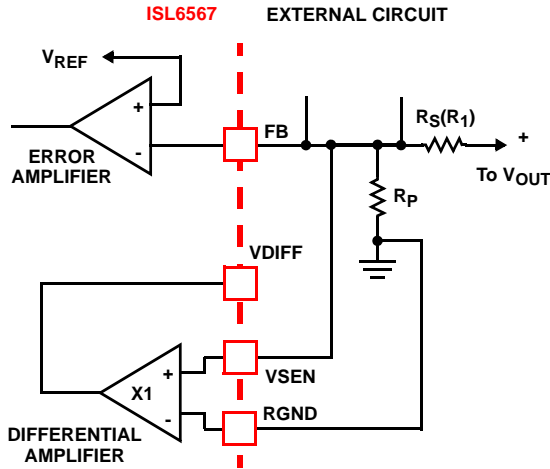 ISL6567 EXTERNAL CIRCUIT
VREF
+
-
ERROR
AMPLIFIER
FB
RS(R1)
+
To VOUT
RP
VDIFF
X1
+
-
VSEN
RGND
DIFFERENTIAL
AMPLIFIER